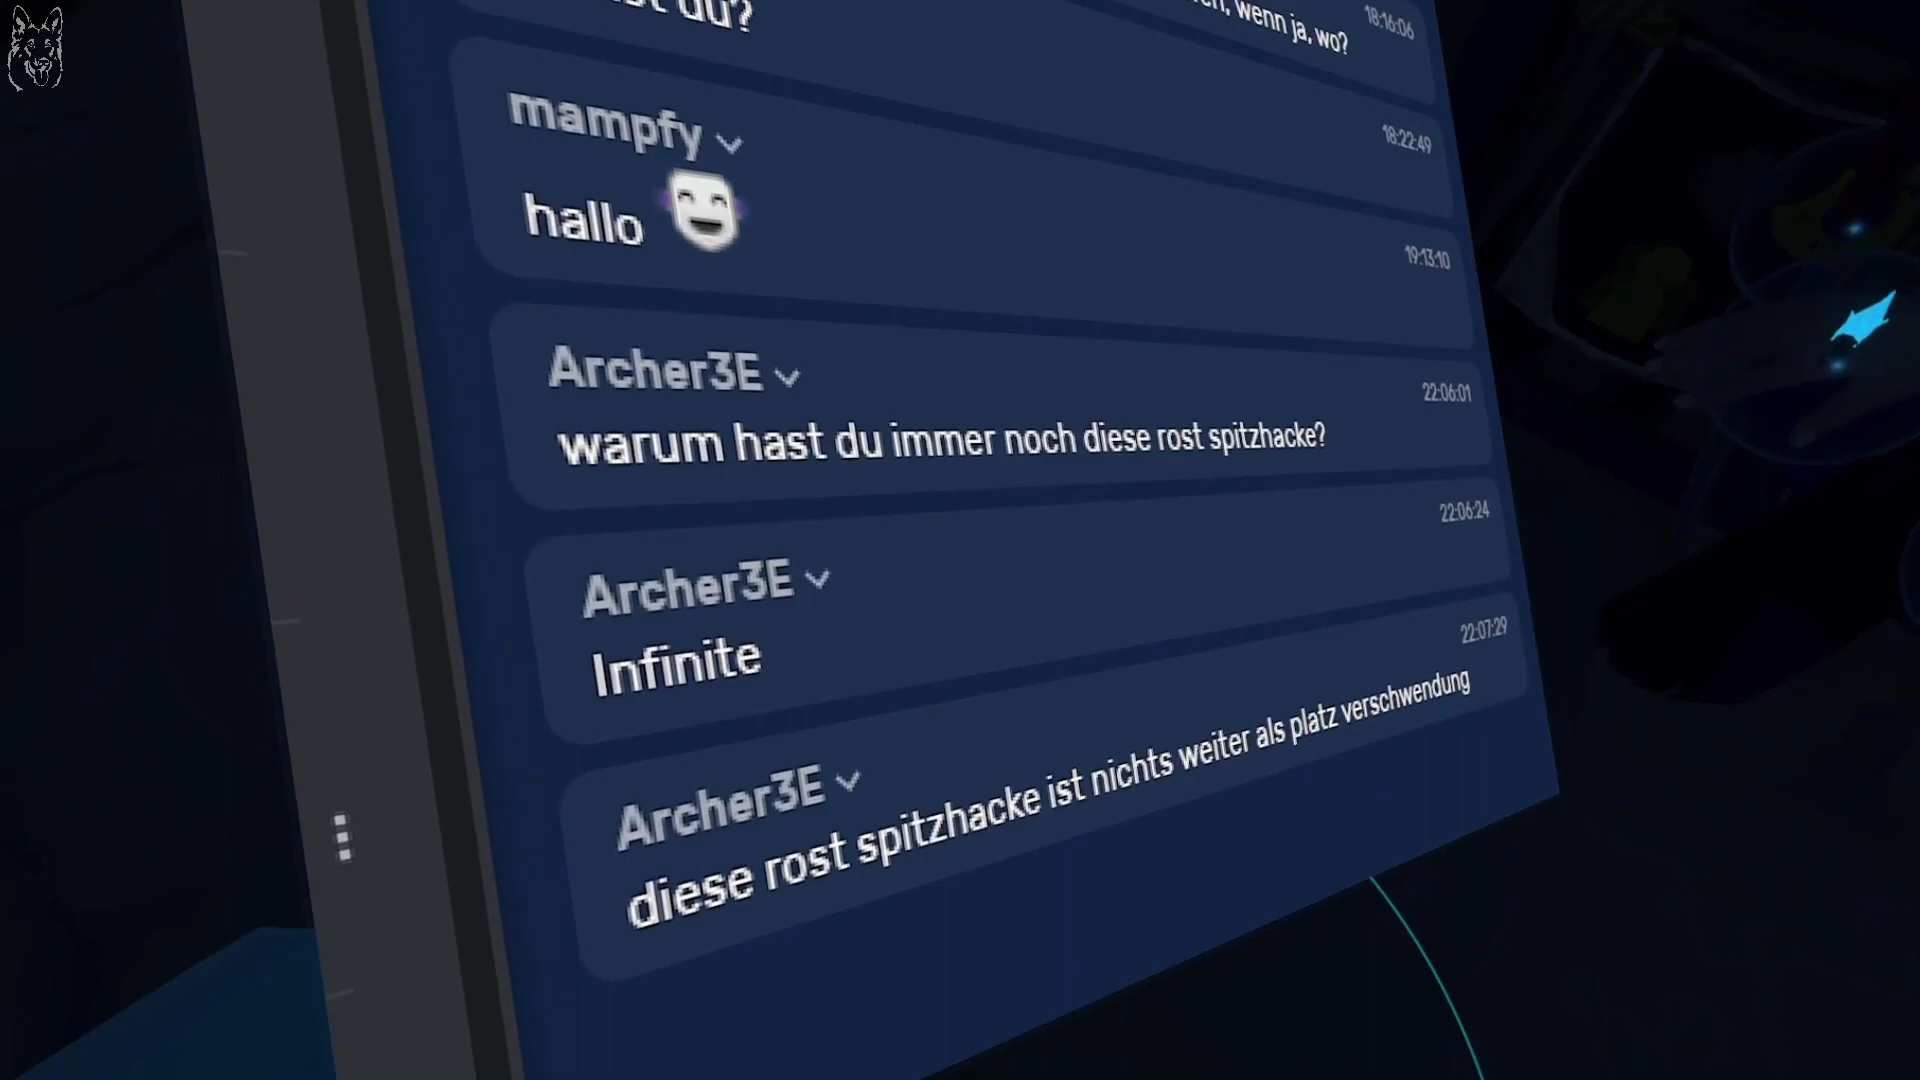 du?
wenn ja, wo?
18:16:06
mampfy
18:22:49
hallo
19:13:10
Archer3E
22:06:01
warum hast du immer noch diese rost spitzhacke?
Archer3E
22:06:24
Infinite
Archer3E
22:07:29
diese rost spitzhacke ist nichts weiter als platz verschwendung